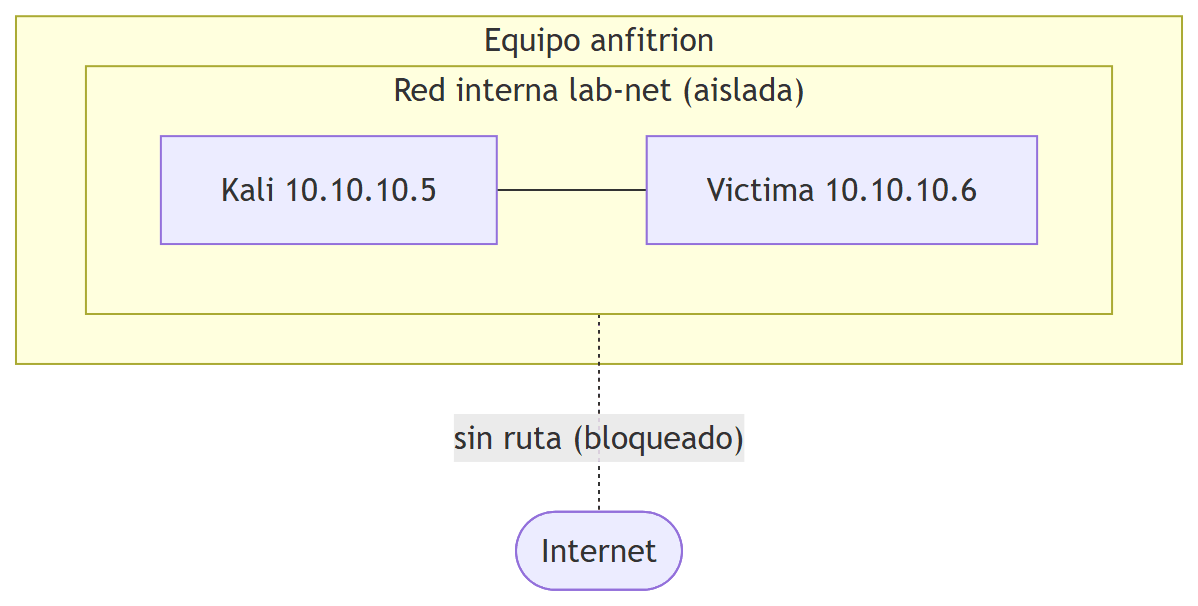 Equipo anfitrion
Red interna lab-net (aislada)
Kali 10.10.10.5
Victima 10.10.10.6
sin ruta (bloqueado)
Internet